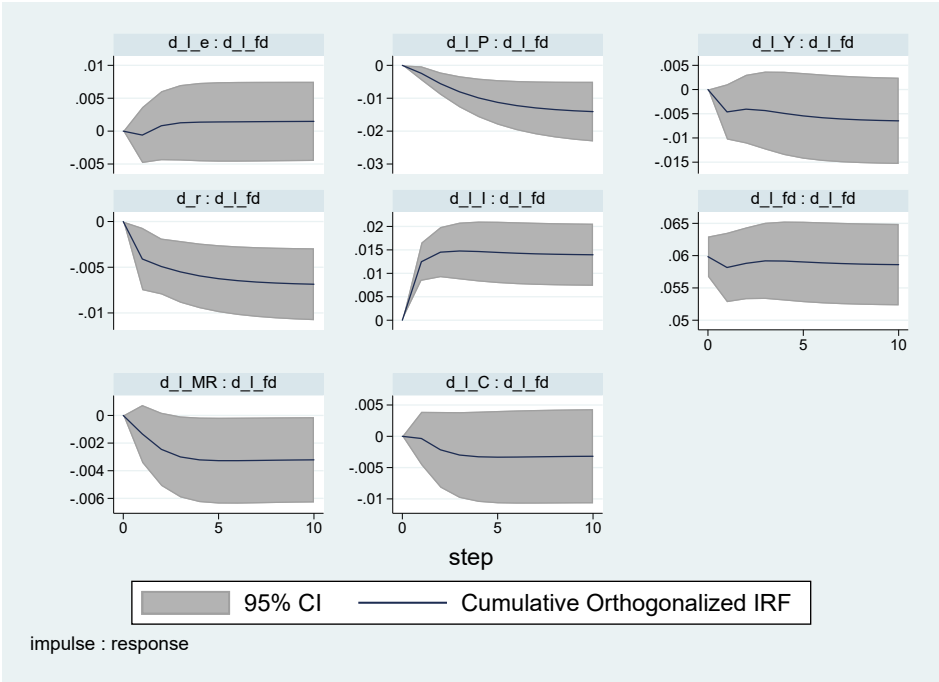 d_l_e : d_l_fd
.01
.005
0
-.005
d_l_P : d_l_fd
0
-.01
-.02
-.03
d_l_Y : d_l_fd
.005
0
-.005
-.01
-.015
d_r : d_l_fd
0
-.005
-.01
d_l_I : d_l_fd
.02
.015
.01
.005
0
d_l_fd : d_l_fd
.065
.06
.055
.05
0 5 10
d_l_MR : d_l_fd
0
-.002
-.004
-.006
0 5 10
d_l_C : d_l_fd
.005
0
-.005
-.01
0 5 10
step
95% CI Cumulative Orthogonalized IRF
impulse : response